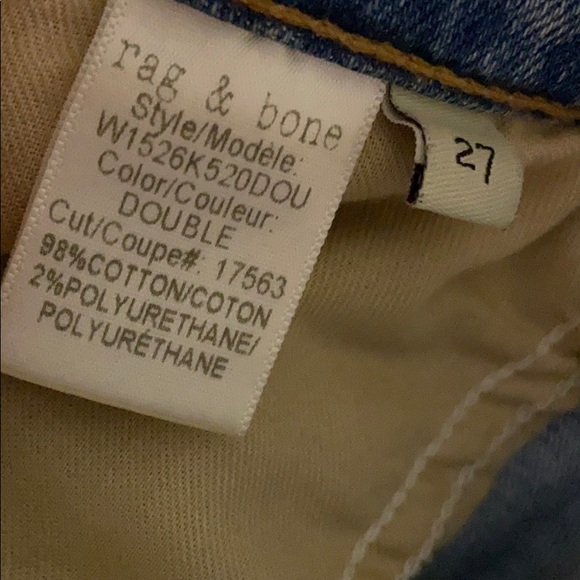 rag & bone
Style/Modèle:
W1526K520DOU
Color/Couleur:
DOUBLE
Cut/Coupe#: 17563
98%COTTON/COTON
2%POLYURETHANE/
POLYURÉTHANE
27